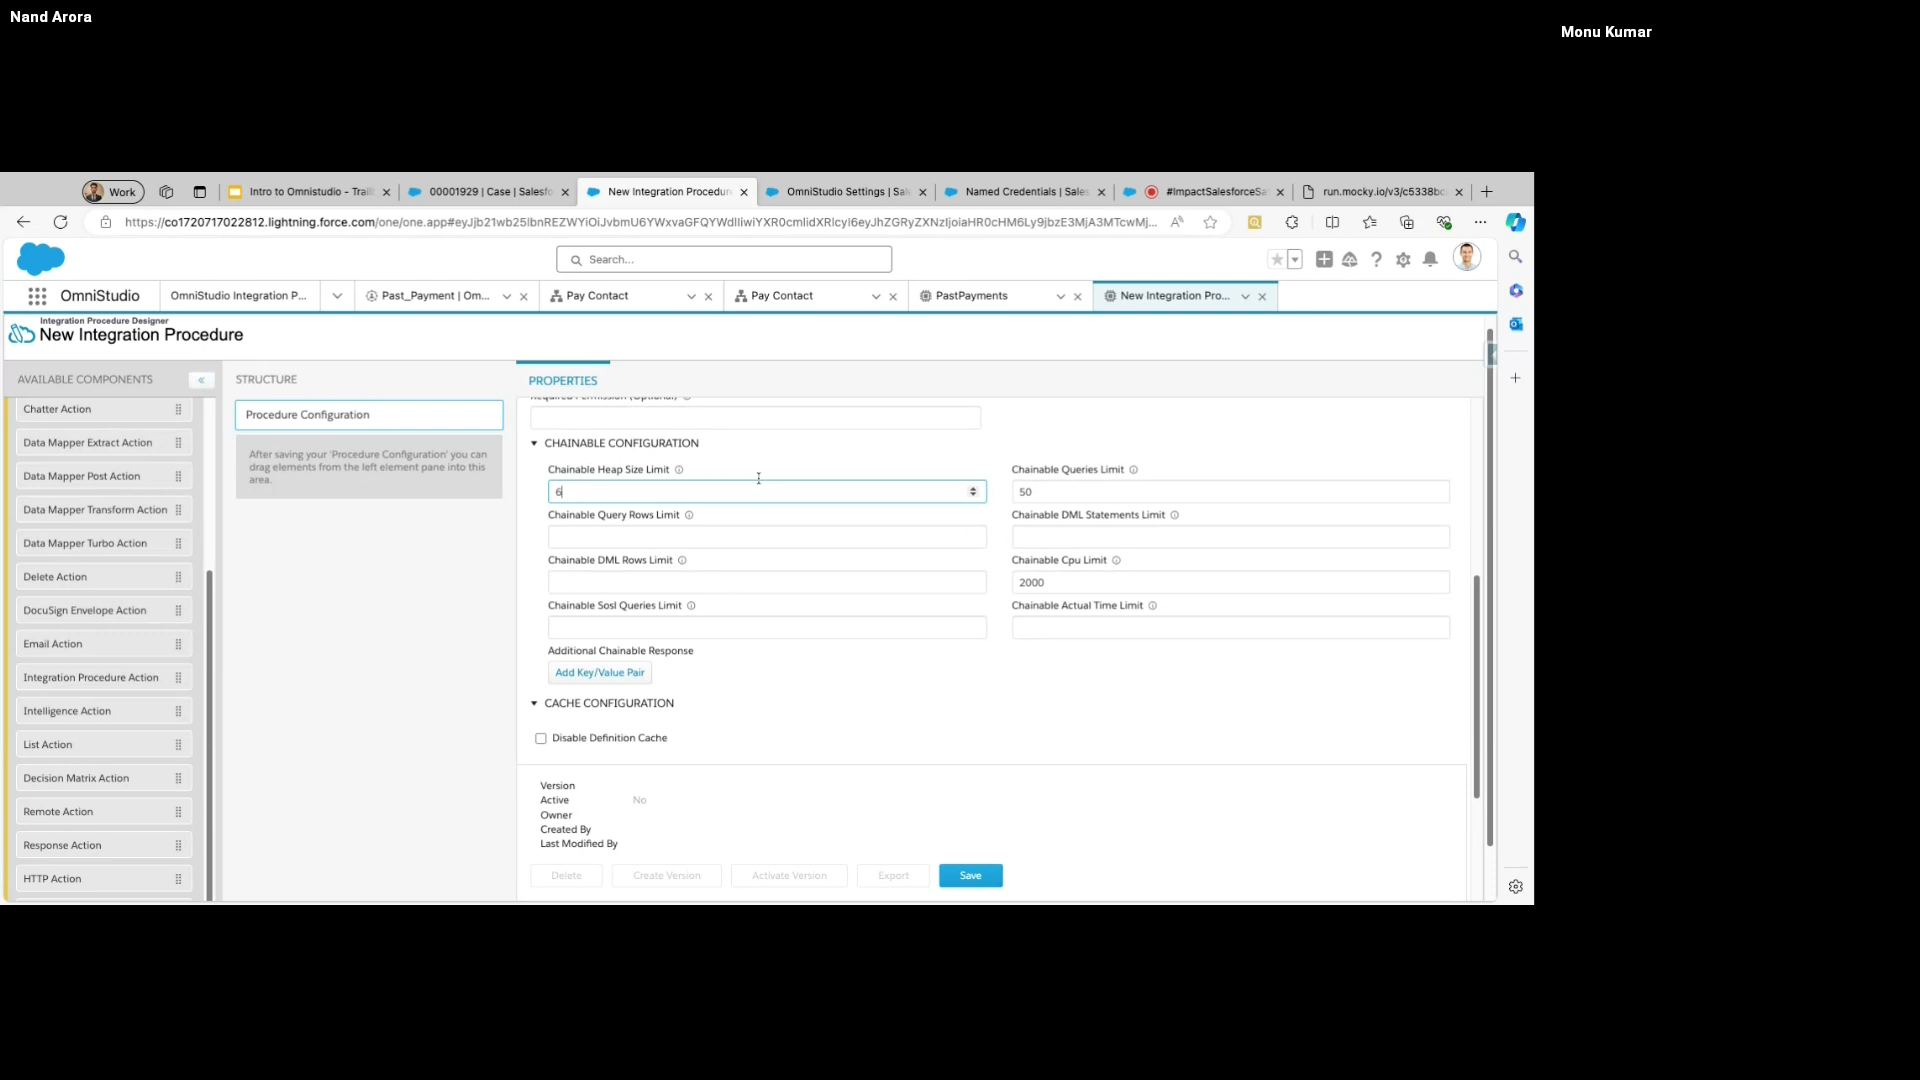 Nand Arora
Monu Kumar
Work
Intro to Omnistudio - Trail
00001929 | Case | Salesfo
New Integration Procedur
OmniStudio Settings | Sal
Named Credentials | Sales
#ImpactSalesforceSa
run.mocky.io/v3/c5338bc
https://co1720717022812.lightning.force.com/one/one.app#
Search...
OmniStudio
OmniStudio Integration P...
Past_Payment | Om...
Pay Contact
Pay Contact
PastPayments
New Integration Pro...
Integration Procedure Designer
New Integration Procedure
AVAILABLE COMPONENTS
STRUCTURE
PROPERTIES
Chatter Action
Data Mapper Extract Action
Data Mapper Post Action
Data Mapper Transform Action
Data Mapper Turbo Action
Delete Action
DocuSign Envelope Action
Email Action
Integration Procedure Action
Intelligence Action
List Action
Decision Matrix Action
Remote Action
Response Action
HTTP Action
Procedure Configuration
After saving your 'Procedure Configuration' you can
drag elements from the left element pane into this
area.
Required Permission (Optional)
CHAINABLE CONFIGURATION
Chainable Heap Size Limit
Chainable Queries Limit
6
50
Chainable Query Rows Limit
Chainable DML Statements Limit
Chainable DML Rows Limit
Chainable Cpu Limit
2000
Chainable Sosl Queries Limit
Chainable Actual Time Limit
Additional Chainable Response
Add Key/Value Pair
CACHE CONFIGURATION
Disable Definition Cache
Version
Active No
Owner
Created By
Last Modified By
Delete
Create Version
Activate Version
Export
Save